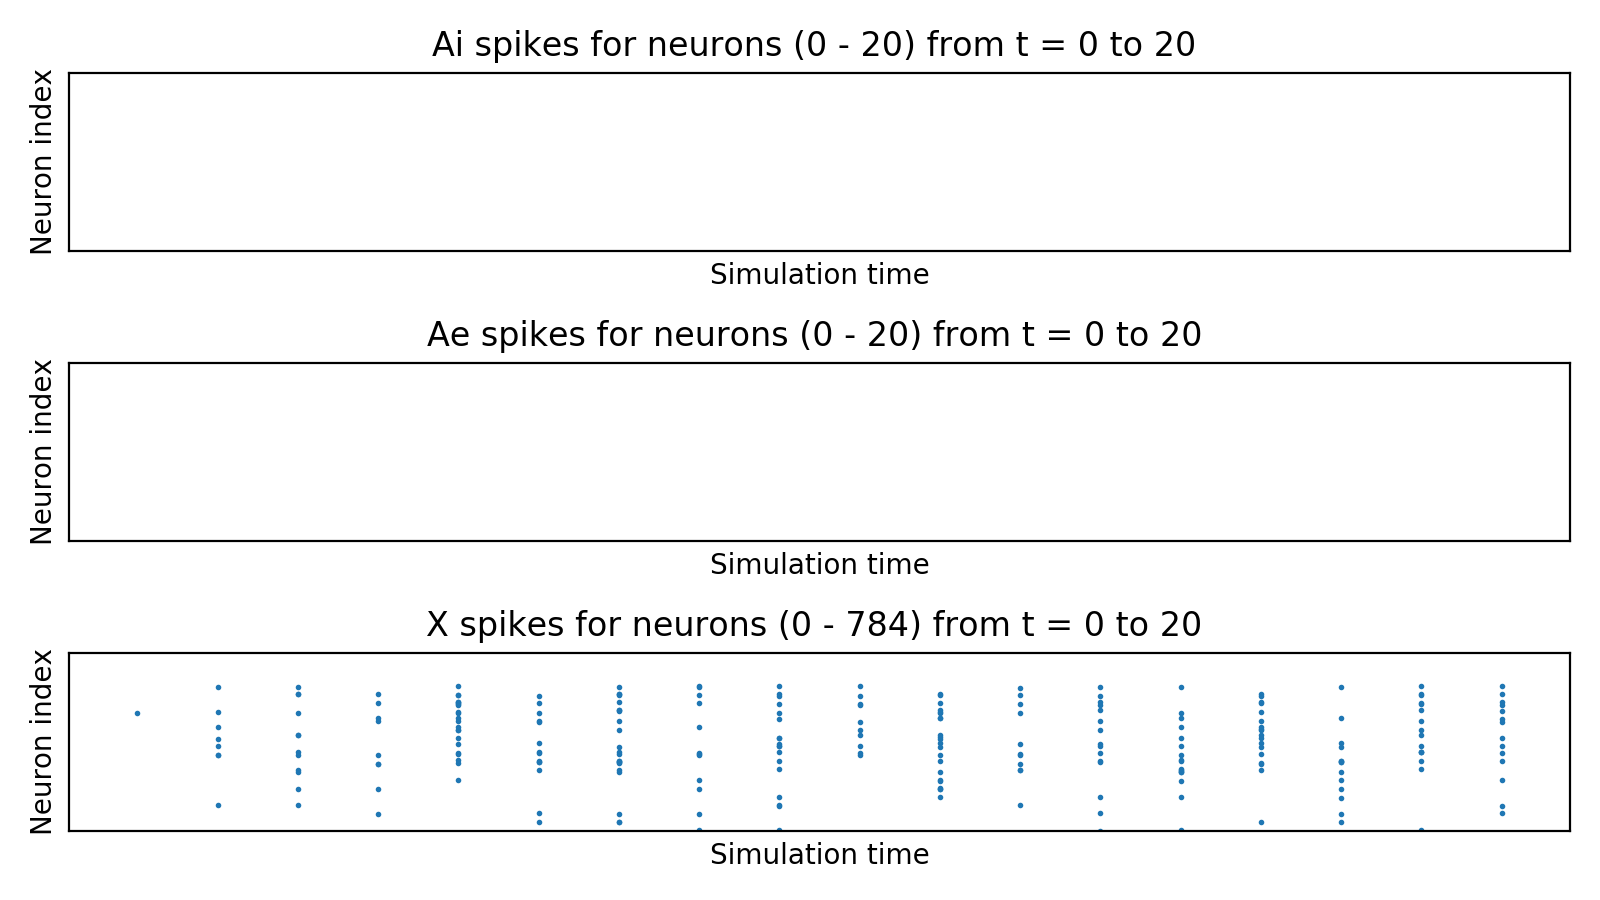 Ai spikes for neurons (0 - 20) from t = 0 to 20
Neuron index
Simulation time
Ae spikes for neurons (0 - 20) from t = 0 to 20
Neuron index
Simulation time
X spikes for neurons (0 - 784) from t = 0 to 20
Neuron index
Simulation time